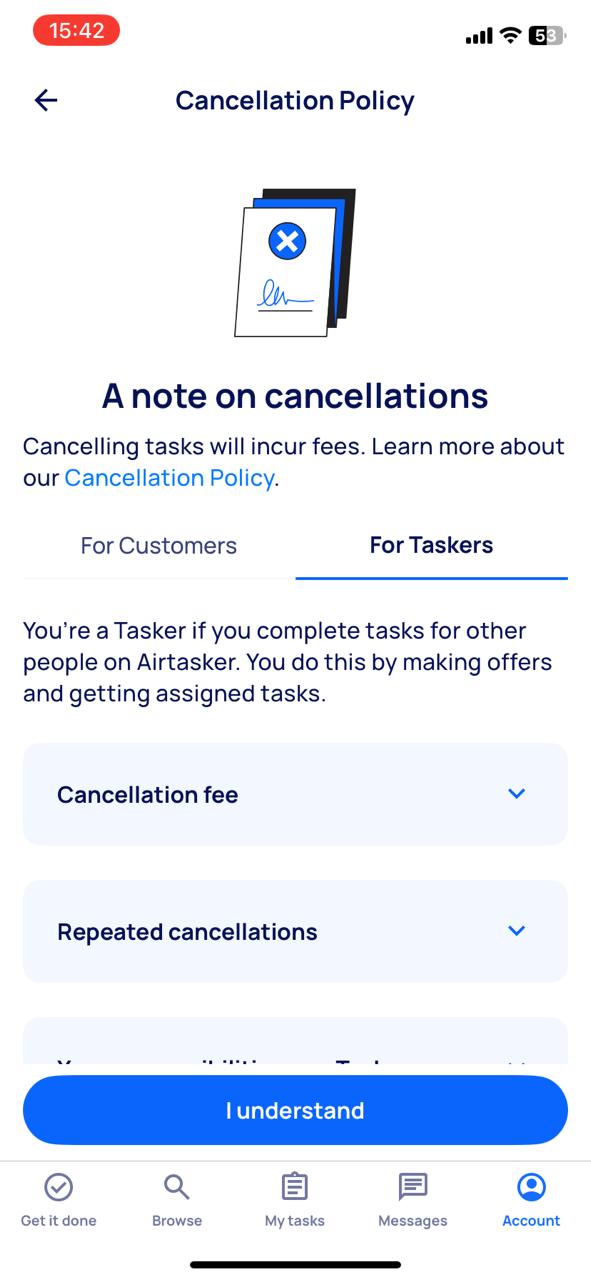 15:42
53
Cancellation Policy
A note on cancellations
Cancelling tasks will incur fees. Learn more about
our Cancellation Policy.
For Customers
For Taskers
You're a Tasker if you complete tasks for other
people on Airtasker. You do this by making offers
and getting assigned tasks.
Cancellation fee
Repeated cancellations
I understand
Get it done
Browse
My tasks
Messages
Account